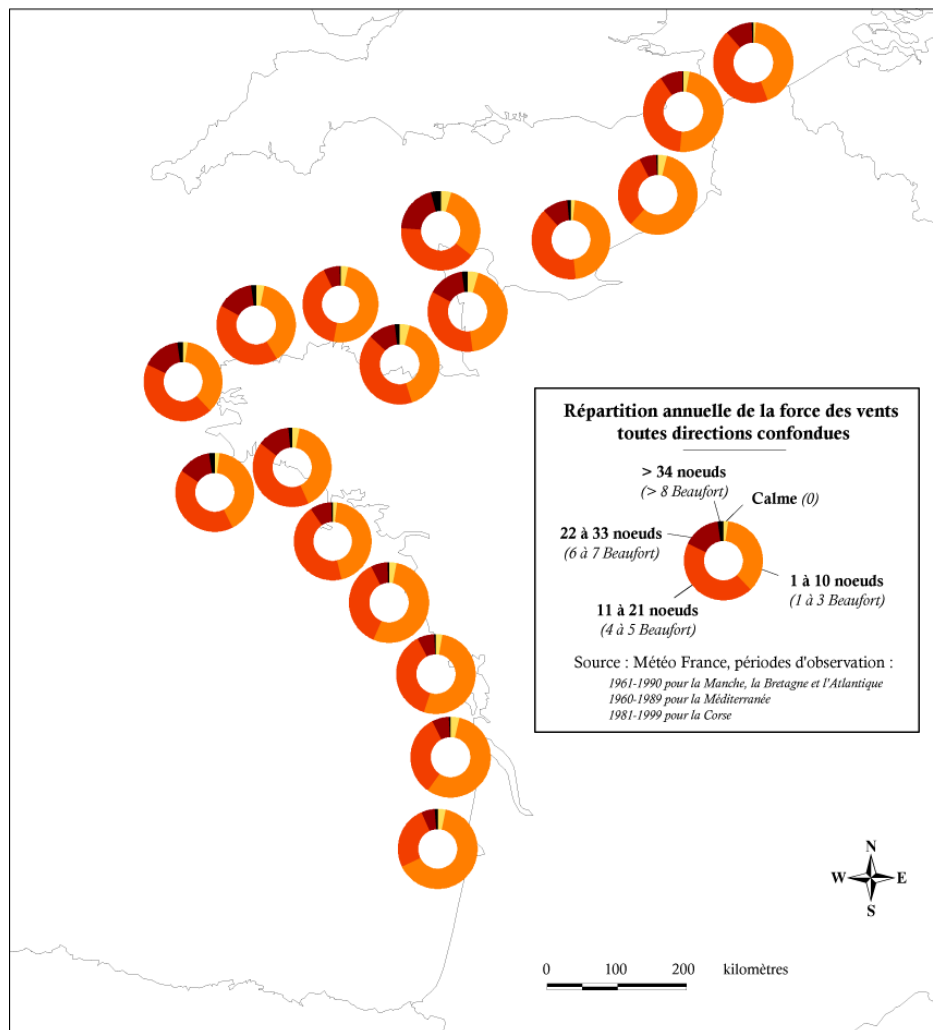 Répartition annuelle de la force des vents
toutes directions confondues
> 34 noeuds
(> 8 Beaufort)
Calme (0)
22 à 33 noeuds
(6 à 7 Beaufort)
1 à 10 noeuds
(1 à 3 Beaufort)
11 à 21 noeuds
(4 à 5 Beaufort)
Source : Météo France, périodes d'observation :
1961-1990 pour la Manche, la Bretagne et l'Atlantique
1960-1989 pour la Méditerranée
1981-1999 pour la Corse
N
W E
S
0 100 200 kilomètres